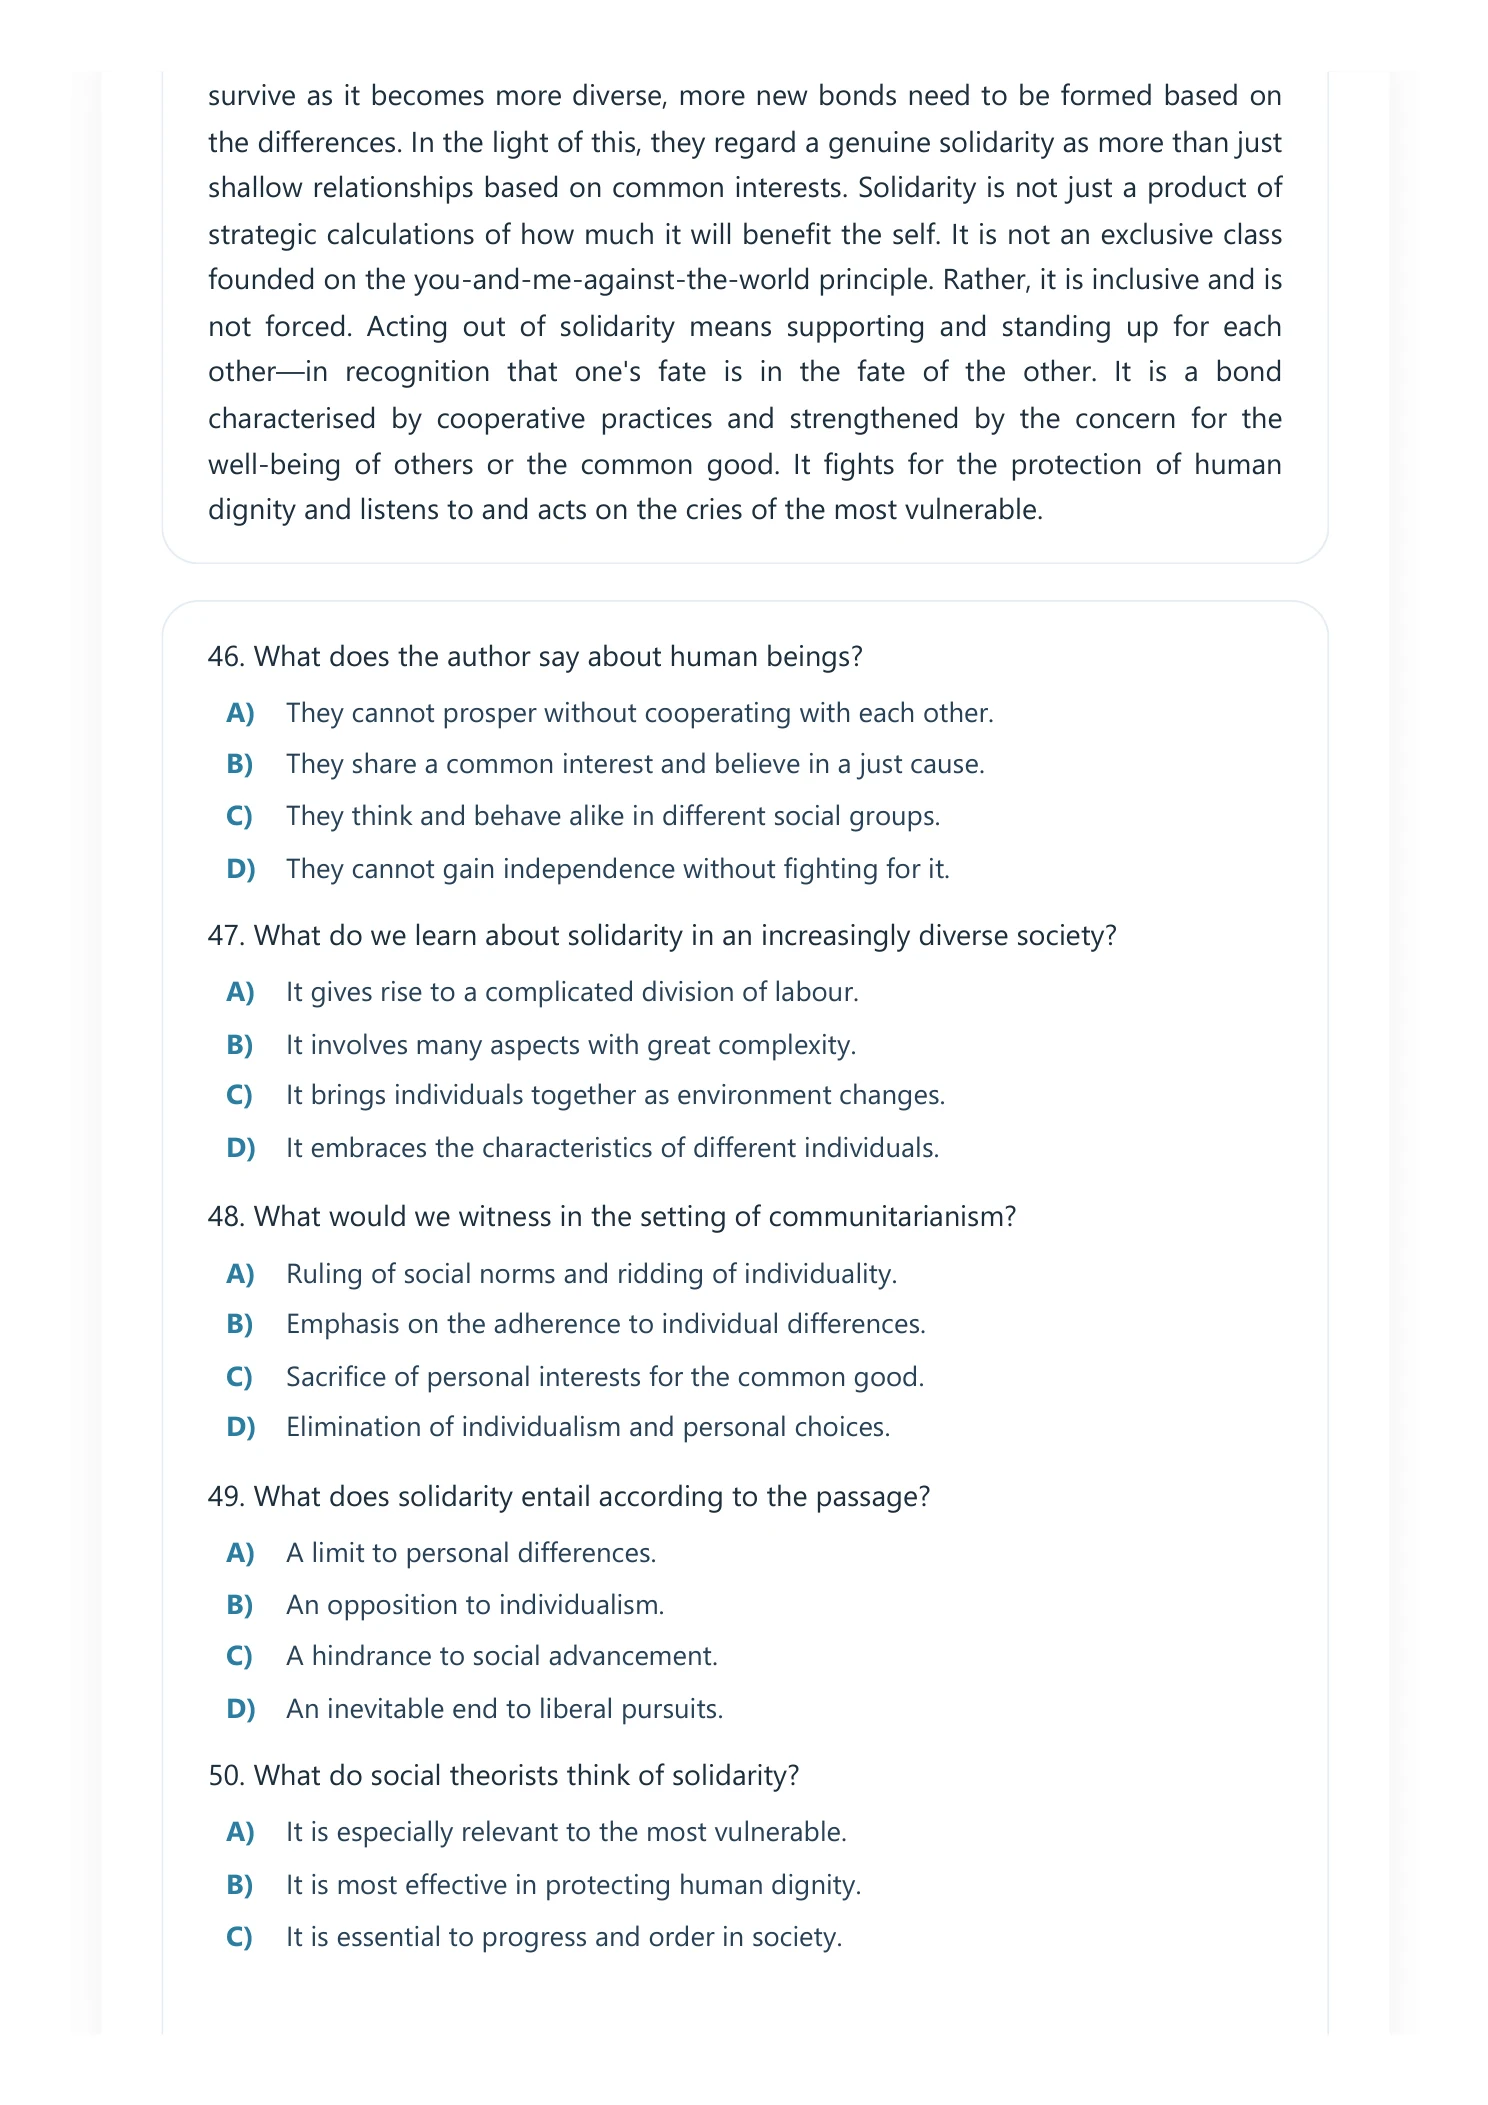 survive as it becomes more diverse, more new bonds need to be formed based on
the differences. In the light of this, they regard a genuine solidarity as more than just
shallow relationships based on common interests. Solidarity is not just a product of
strategic calculations of how much it will benefit the self. It is not an exclusive class
founded on the you-and-me-against-the-world principle. Rather, it is inclusive and is
not forced. Acting out of solidarity means supporting and standing up for each
other—in recognition that one's fate is in the fate of the other. It is a bond
characterised by cooperative practices and strengthened by the concern for the
well-being of others or the common good. It fights for the protection of human
dignity and listens to and acts on the cries of the most vulnerable.
46. What does the author say about human beings?
A) They cannot prosper without cooperating with each other.
B) They share a common interest and believe in a just cause.
C) They think and behave alike in different social groups.
D) They cannot gain independence without fighting for it.
47. What do we learn about solidarity in an increasingly diverse society?
A) It gives rise to a complicated division of labour.
B) It involves many aspects with great complexity.
C) It brings individuals together as environment changes.
D) It embraces the characteristics of different individuals.
48. What would we witness in the setting of communitarianism?
A) Ruling of social norms and ridding of individuality.
B) Emphasis on the adherence to individual differences.
C) Sacrifice of personal interests for the common good.
D) Elimination of individualism and personal choices.
49. What does solidarity entail according to the passage?
A) A limit to personal differences.
B) An opposition to individualism.
C) A hindrance to social advancement.
D) An inevitable end to liberal pursuits.
50. What do social theorists think of solidarity?
A) It is especially relevant to the most vulnerable.
B) It is most effective in protecting human dignity.
C) It is essential to progress and order in society.